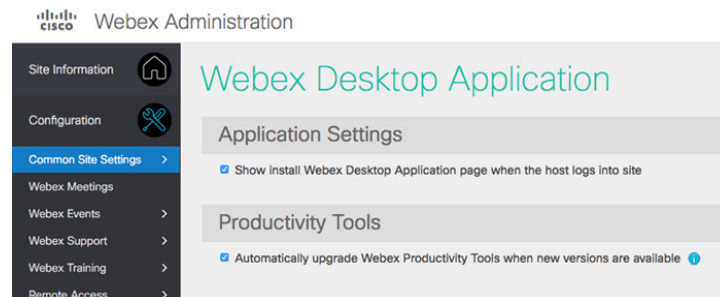 cisco Webex Administration
Site Information
Configuration
Common Site Settings >
Webex Meetings
Webex Events >
Webex Support >
Webex Training >
Remote Access >
Webex Desktop Application
Application Settings
Show install Webex Desktop Application page when the host logs into site
Productivity Tools
Automatically upgrade Webex Productivity Tools when new versions are available i